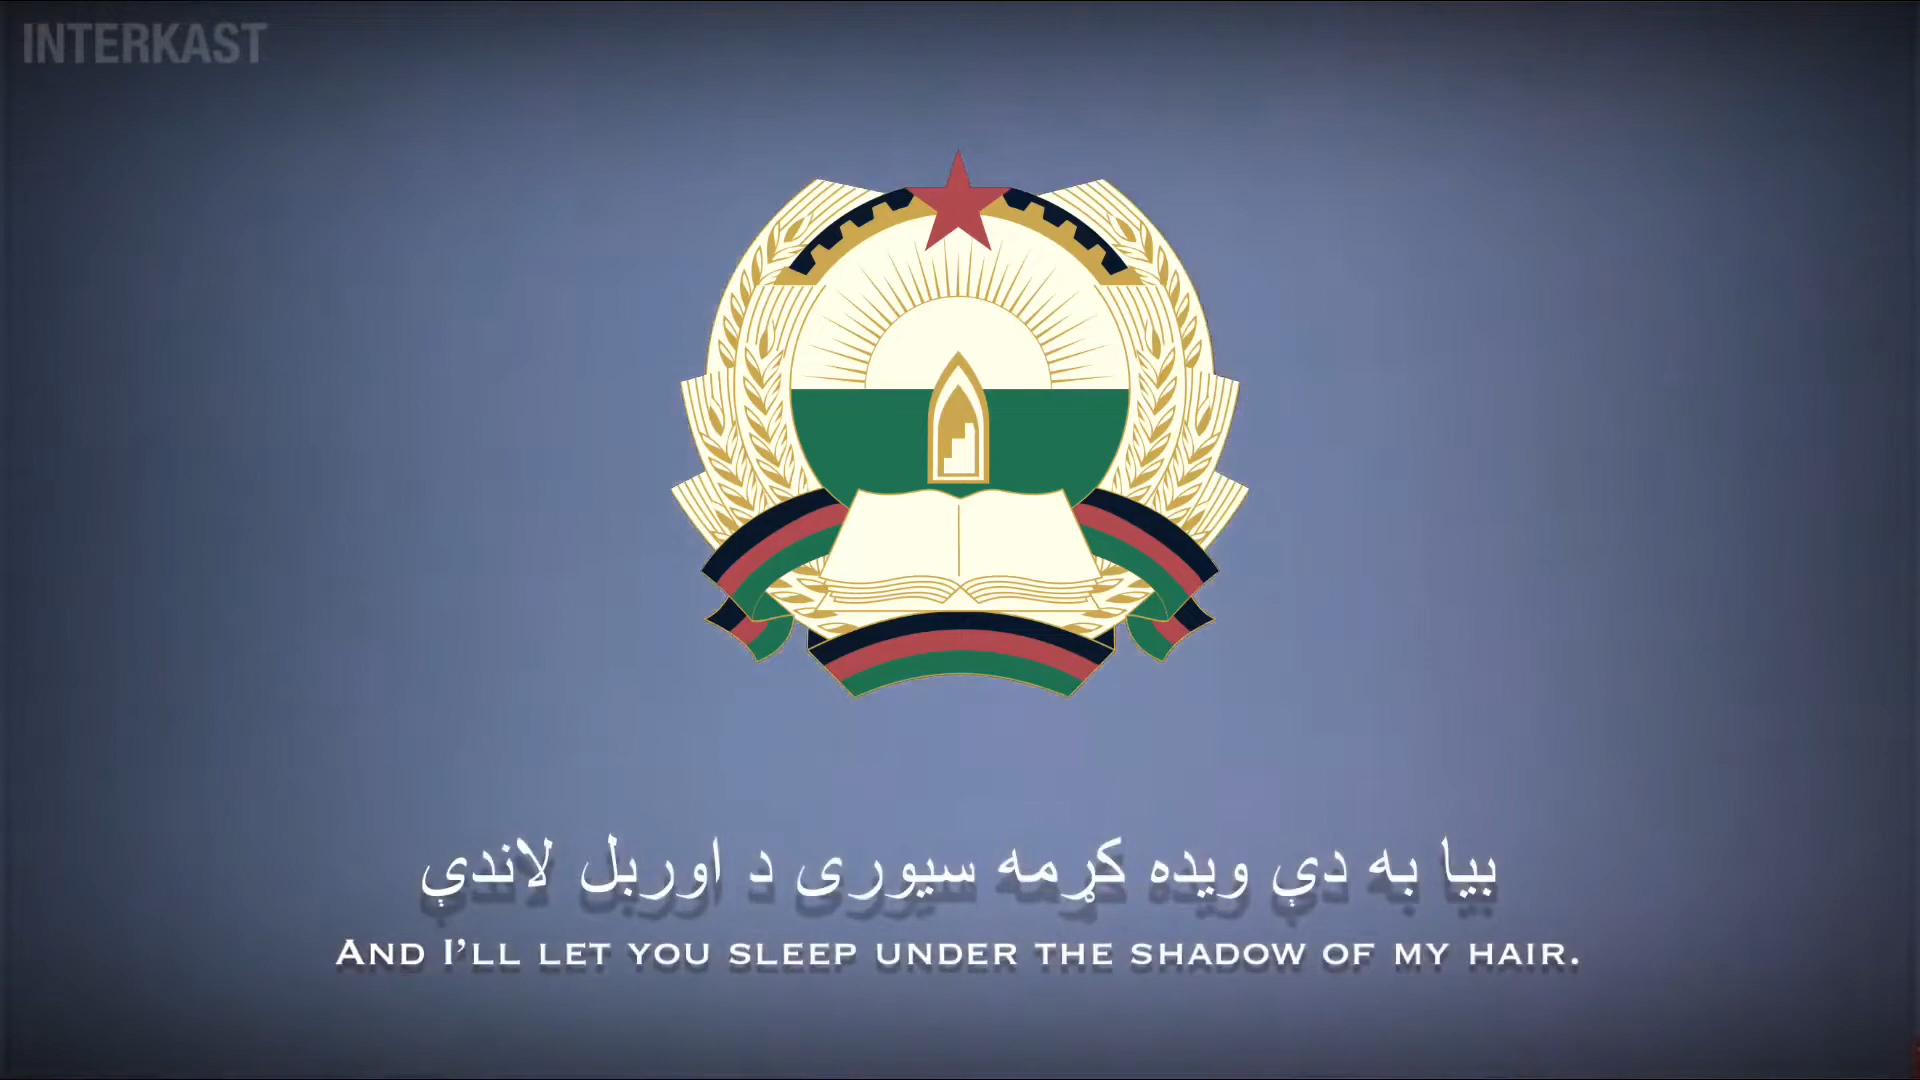 INTERKAST
بیا به دې ویده کړمه سیوری د اوربل لاندې
And I’ll let you sleep under the shadow of my hair.